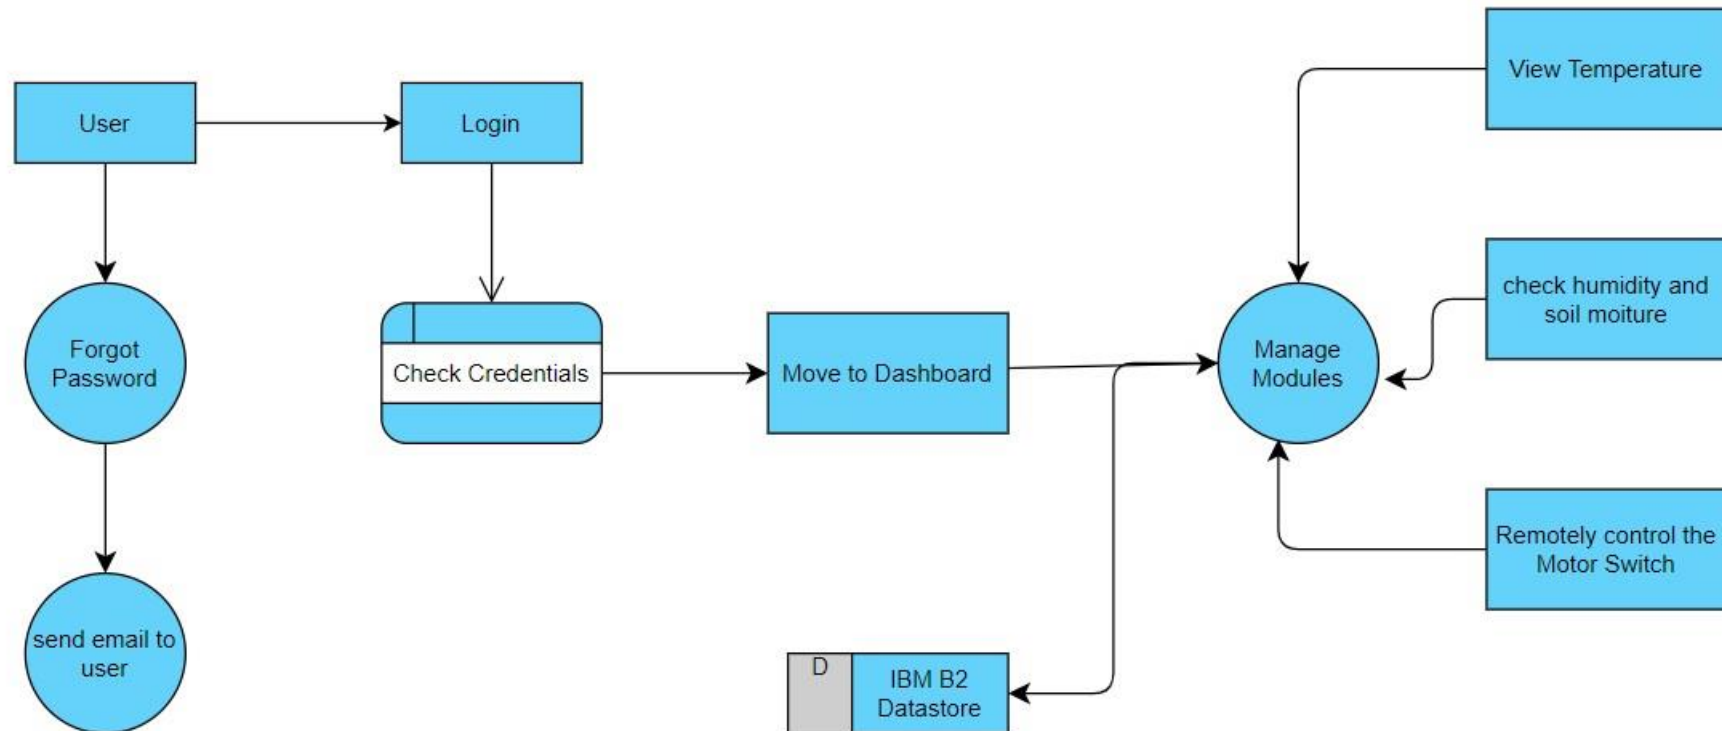 User
Login
View Temperature
check humidity and
soil moiture
Forgot
Password
Check Credentials
Move to Dashboard
Manage
Modules
Remotely control the
Motor Switch
send email to
user
D
IBM B2
Datastore